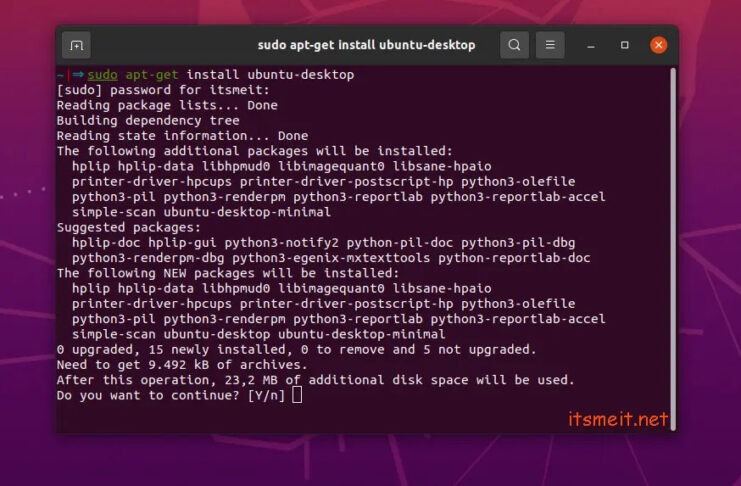 sudo apt-get install ubuntu-desktop
~|⇒ sudo apt-get install ubuntu-desktop
[sudo] password for itsmeit:
Reading package lists... Done
Building dependency tree
Reading state information... Done
The following additional packages will be installed:
hplip hplip-data libhpmud0 libimagequant0 libsane-hpaio
printer-driver-hpcups printer-driver-postscript-hp python3-olefile
python3-pil python3-renderpm python3-reportlab python3-reportlab-accel
simple-scan ubuntu-desktop-minimal
Suggested packages:
hplip-doc hplip-gui python3-notify2 python-pil-doc python3-pil-dbg
python3-renderpm-dbg python3-egenix-mxtexttools python-reportlab-doc
The following NEW packages will be installed:
hplip hplip-data libhpmud0 libimagequant0 libsane-hpaio
printer-driver-hpcups printer-driver-postscript-hp python3-olefile
python3-pil python3-renderpm python3-reportlab python3-reportlab-accel
simple-scan ubuntu-desktop ubuntu-desktop-minimal
0 upgraded, 15 newly installed, 0 to remove and 5 not upgraded.
Need to get 9.492 kB of archives.
After this operation, 23,2 MB of additional disk space will be used.
Do you want to continue? [Y/n]
itsmeit.net